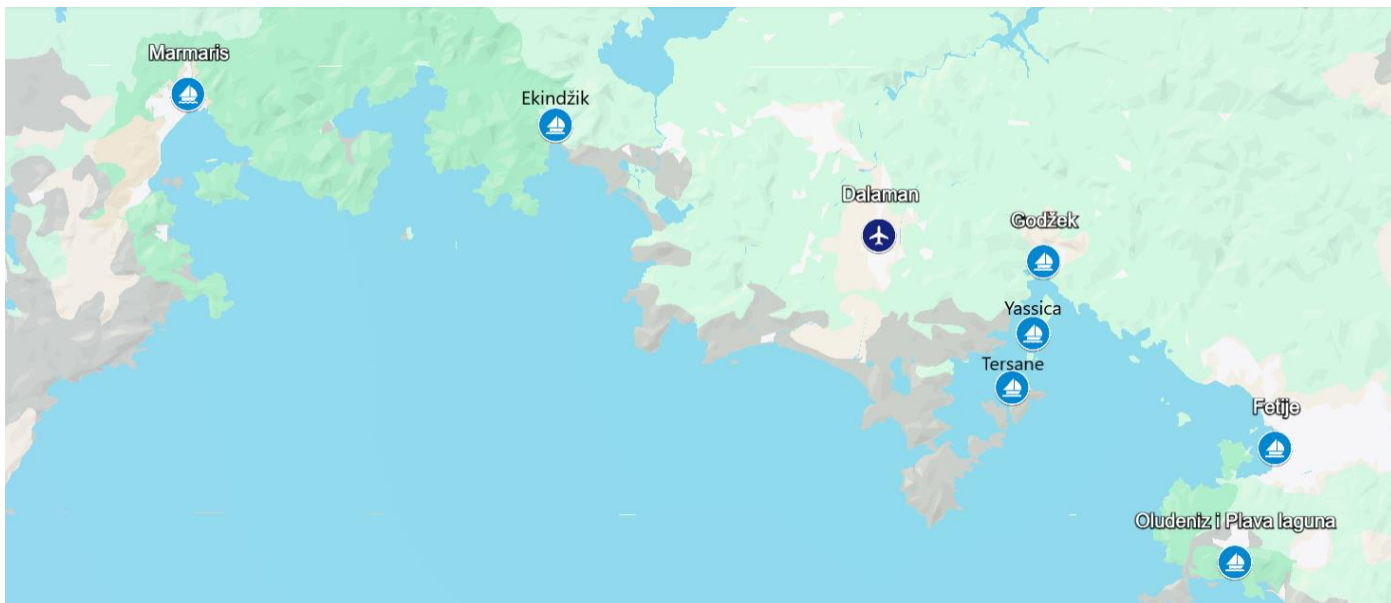 Marmaris
Ekindžik
Dalaman
Godžek
Yassica
Tersane
Fetije
Oludeniz i Plava laguna